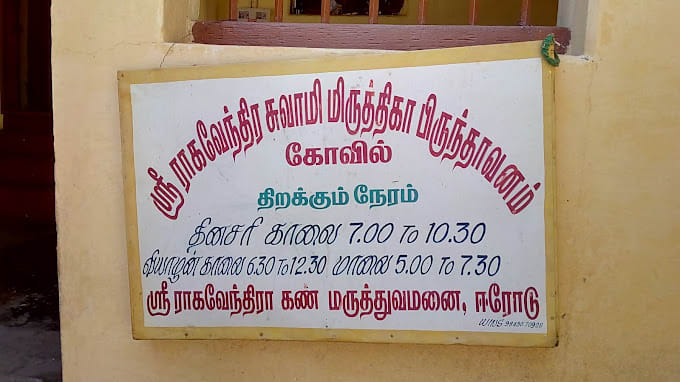 ஸ்ரீ ராகவேந்திர சுவாமி மிருத்திகா பிருந்தாவனம்
கோவில்
திறக்கும் நேரம்
தினசரி காலை 7.00 To 10.30
வியாழன் காலை 6.30 To 12.30 மாலை 5.00 To 7.30
ஸ்ரீ ராகவேந்திரா கண் மருத்துவமனை, ஈரோடு